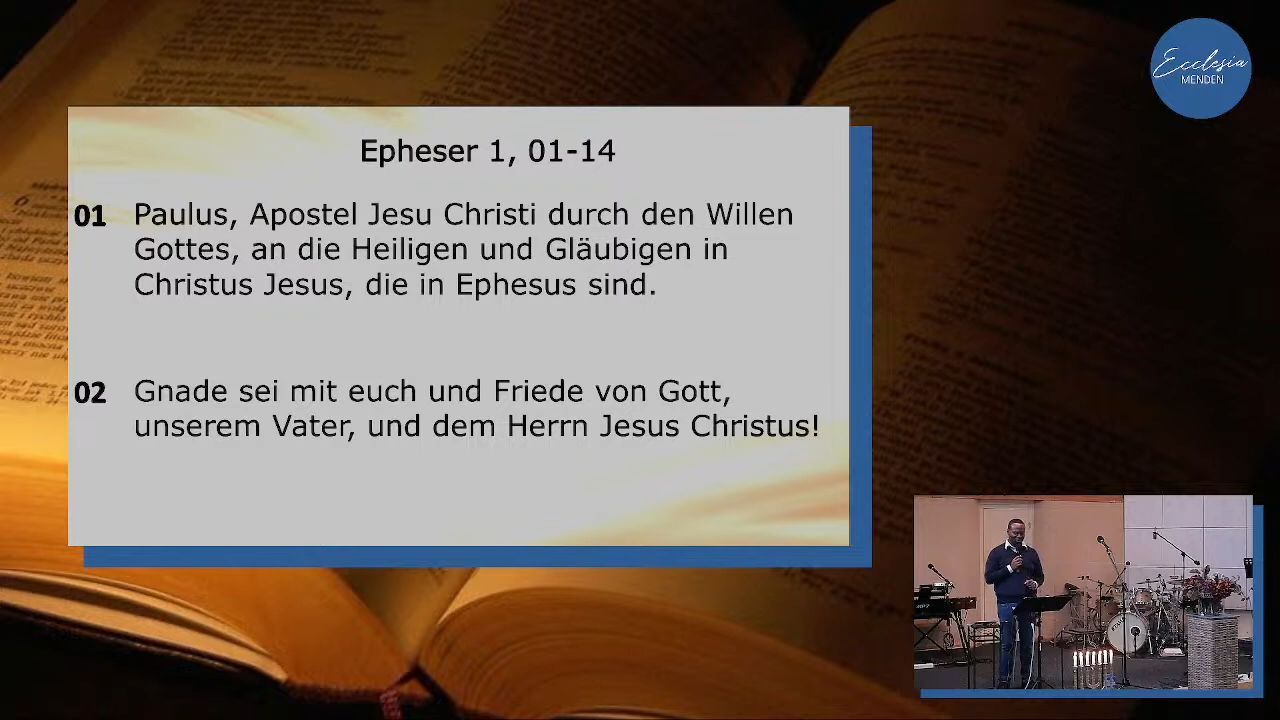 Ecclesia
MENDEN
Epheser 1, 01-14
01 Paulus, Apostel Jesu Christi durch den Willen
Gottes, an die Heiligen und Gläubigen in
Christus Jesus, die in Ephesus sind.
02 Gnade sei mit euch und Friede von Gott,
unserem Vater, und dem Herrn Jesus Christus!